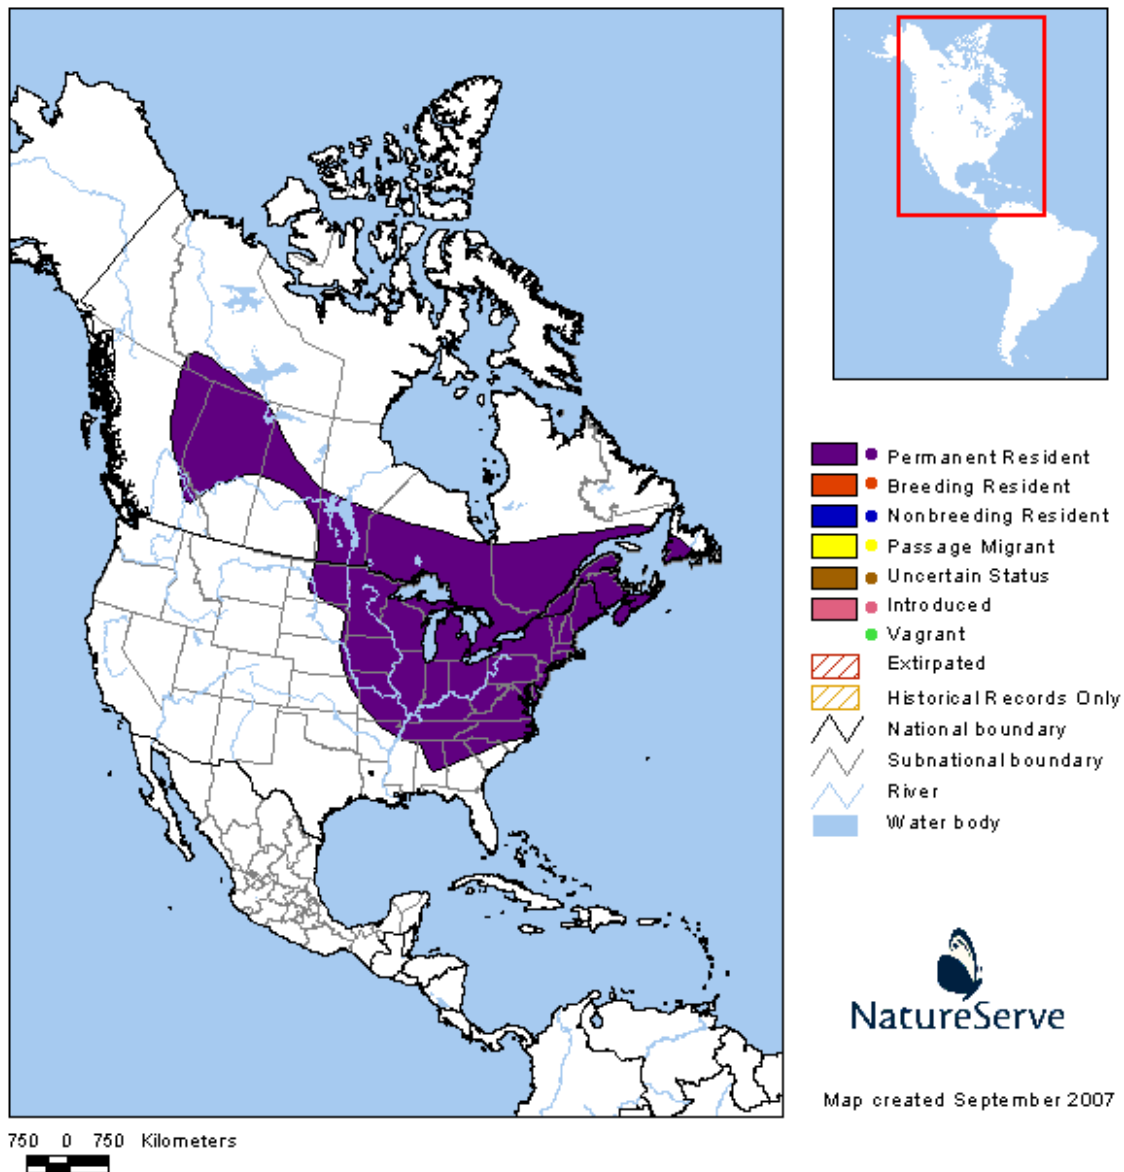 Permanent Resident
Breeding Resident
Nonbreeding Resident
Passage Migrant
Uncertain Status
Introduced
Vagrant
Extirpated
Historical Records Only
National boundary
Subnational boundary
River
Water body
NatureServe
Map created September 2007
750 0 750 Kilometers